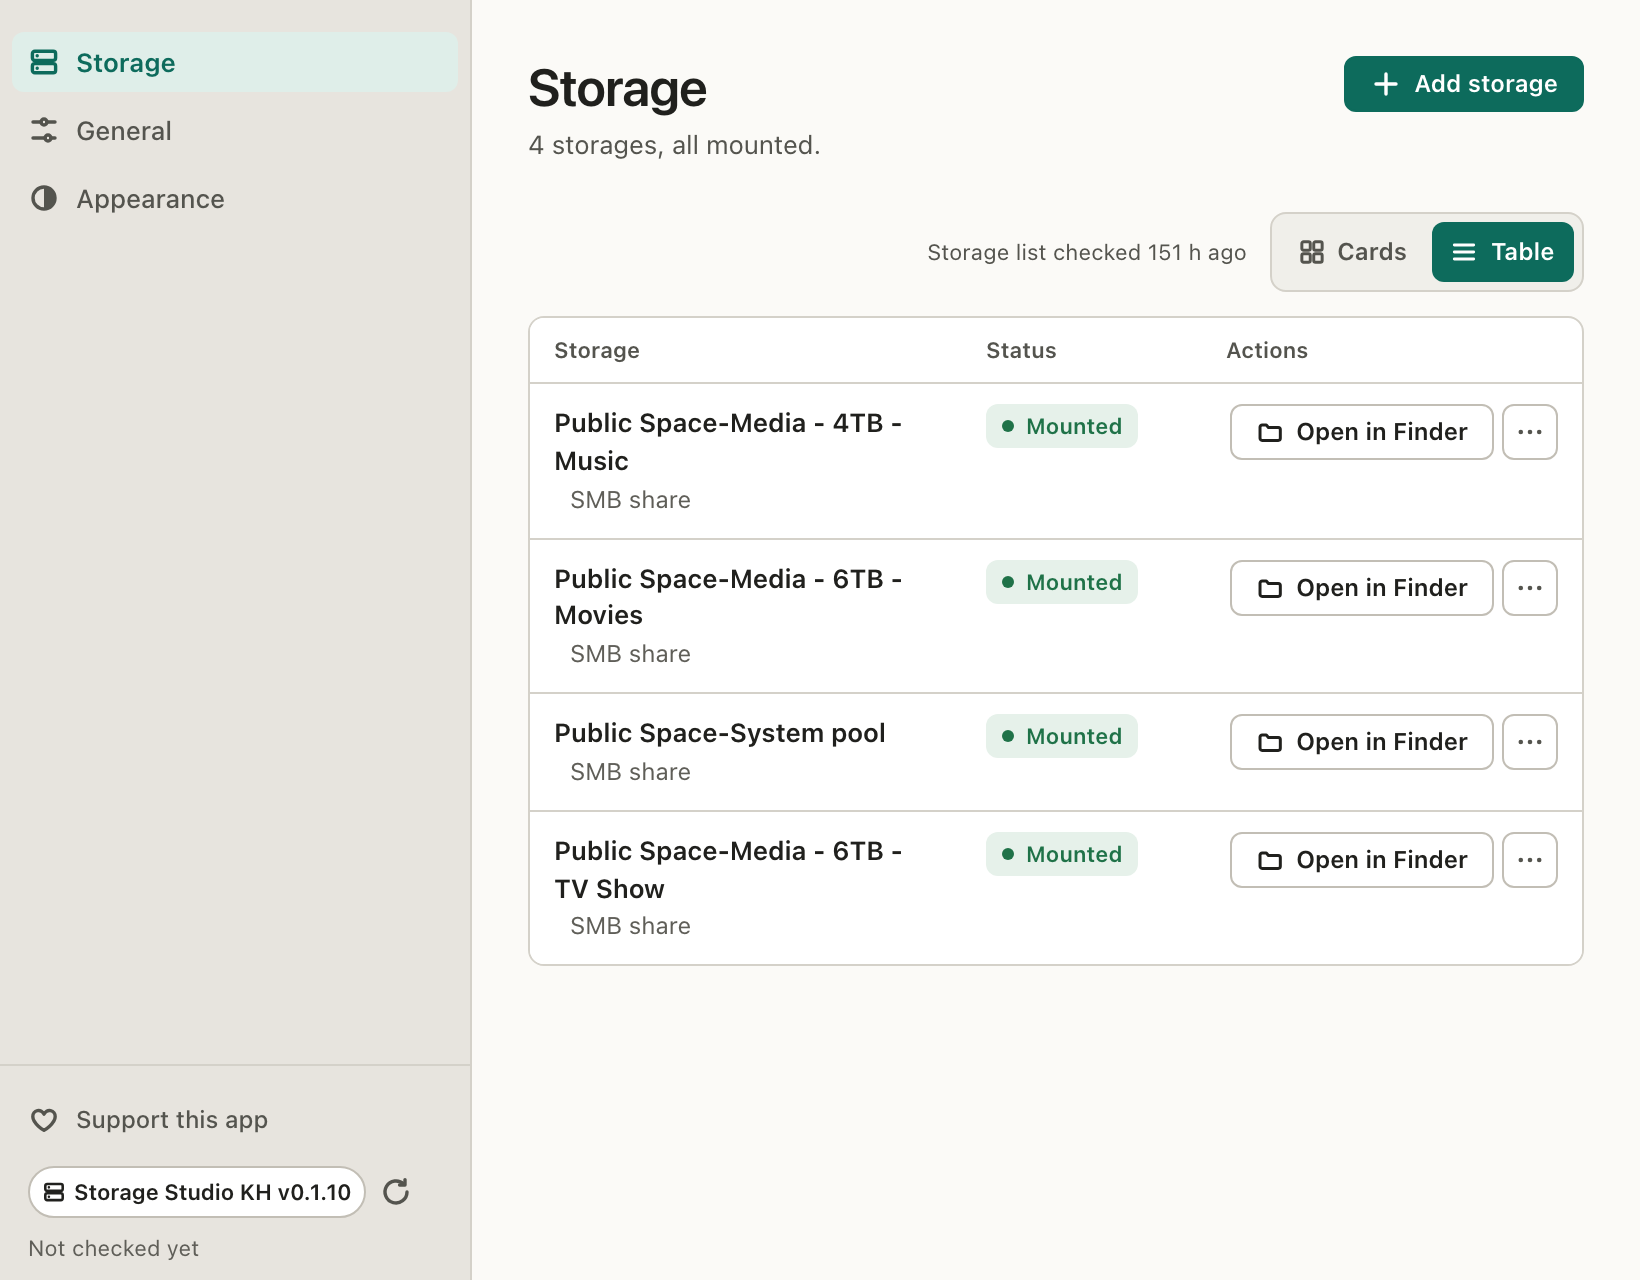 Storage
General
Appearance
Support this app
Storage Studio KH v0.1.10
Not checked yet
Storage
4 storages, all mounted.
Add storage
Storage list checked 151 h ago
Cards
Table
Storage Status Actions
Public Space-Media - 4TB -
Music
SMB share
Mounted
Open in Finder
Public Space-Media - 6TB -
Movies
SMB share
Mounted
Open in Finder
Public Space-System pool
SMB share
Mounted
Open in Finder
Public Space-Media - 6TB -
TV Show
SMB share
Mounted
Open in Finder